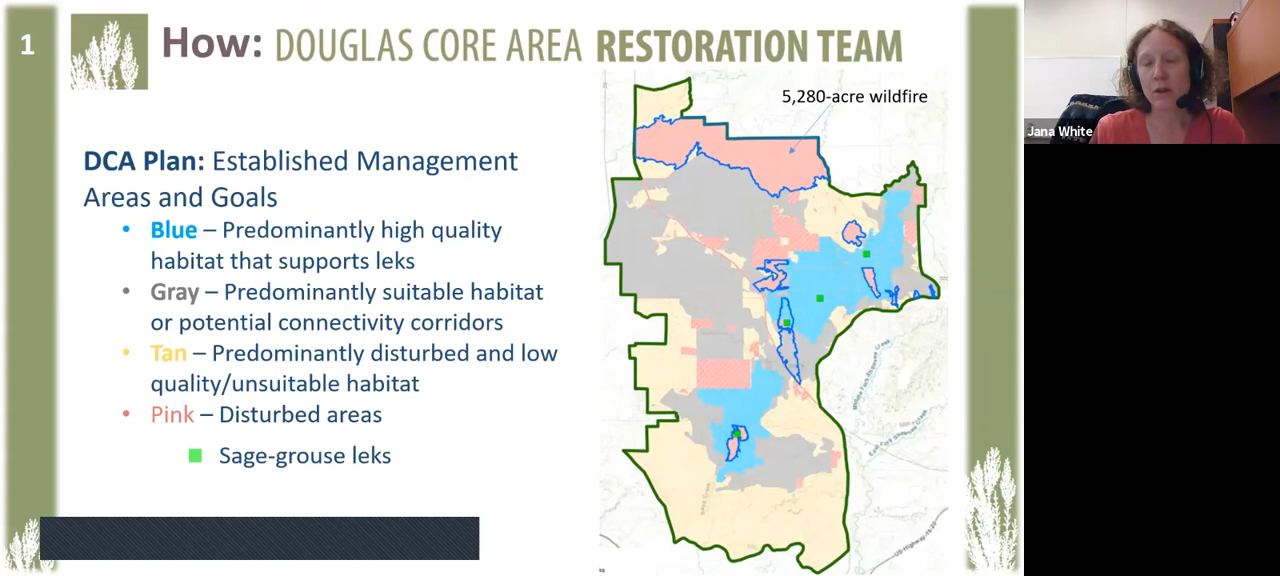 1
How: DOUGLAS CORE AREA RESTORATION TEAM
5,280-acre wildfire
Jana White
DCA Plan: Established Management
Areas and Goals
• Blue – Predominantly high quality
habitat that supports leks
• Gray – Predominantly suitable habitat
or potential connectivity corridors
• Tan – Predominantly disturbed and low
quality/unsuitable habitat
• Pink – Disturbed areas
Sage-grouse leks